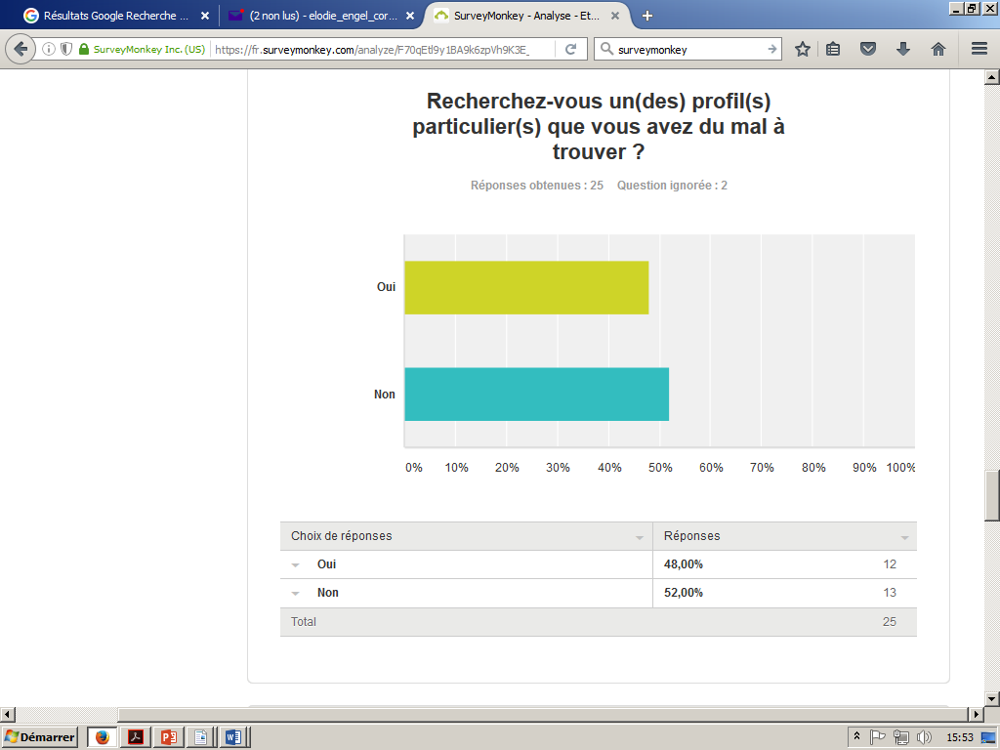 Résultats Google Recherche ...
(2 non lus) - elodie_engel_cor...
SurveyMonkey - Analyse - Et...
SurveyMonkey Inc. (US)
https://fr.surveymonkey.com/analyze/F70qEtl9y1BA9k6zpVh9K3E_
surveymonkey
Recherchez-vous un(des) profil(s)
particulier(s) que vous avez du mal à
trouver ?
Réponses obtenues : 25 Question ignorée : 2
Oui
Non
0% 10% 20% 30% 40% 50% 60% 70% 80% 90% 100%
Choix de réponses Réponses
Oui 48,00% 12
Non 52,00% 13
Total 25
Démarrer
15:53